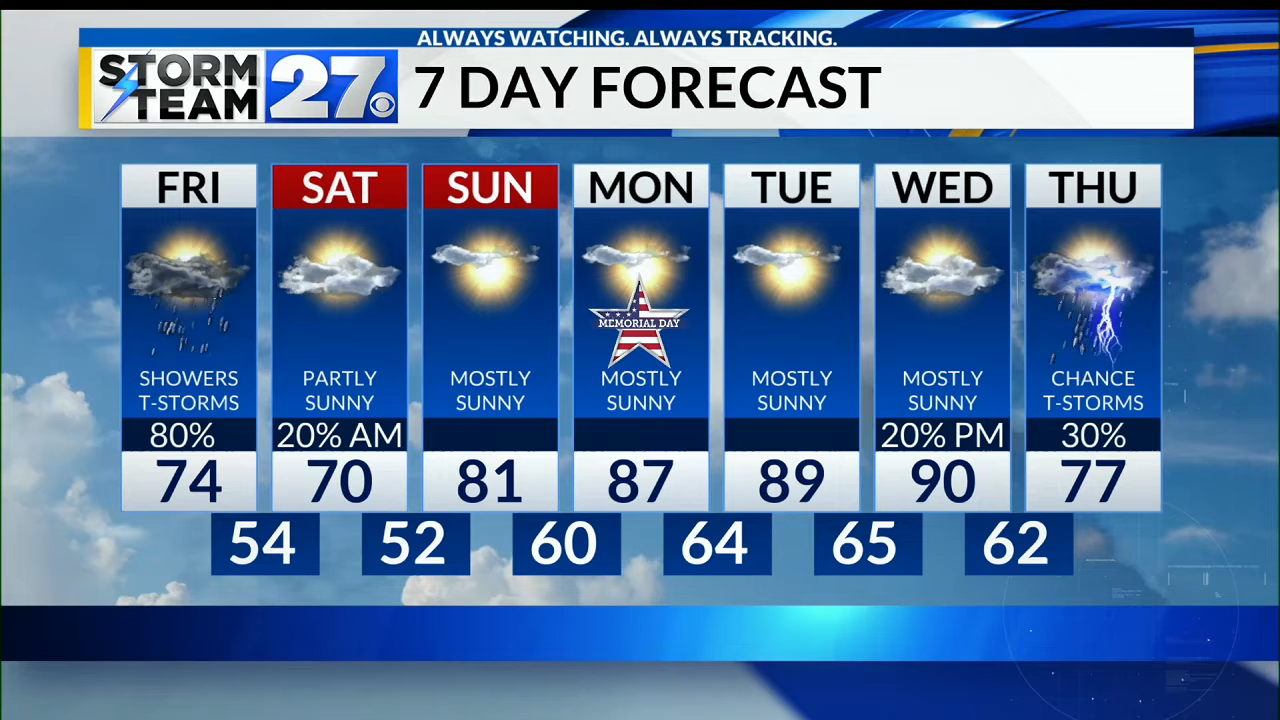 ALWAYS WATCHING. ALWAYS TRACKING.
STORM
TEAM
27
7 DAY FORECAST
FRI SAT SUN MON TUE WED THU
MEMORIAL DAY
SHOWERS PARTLY MOSTLY MOSTLY MOSTLY MOSTLY CHANCE
T-STORMS SUNNY SUNNY SUNNY SUNNY SUNNY T-STORMS
80% 20% AM 20% PM 30%
74 70 81 87 89 90 77
54 52 60 64 65 62